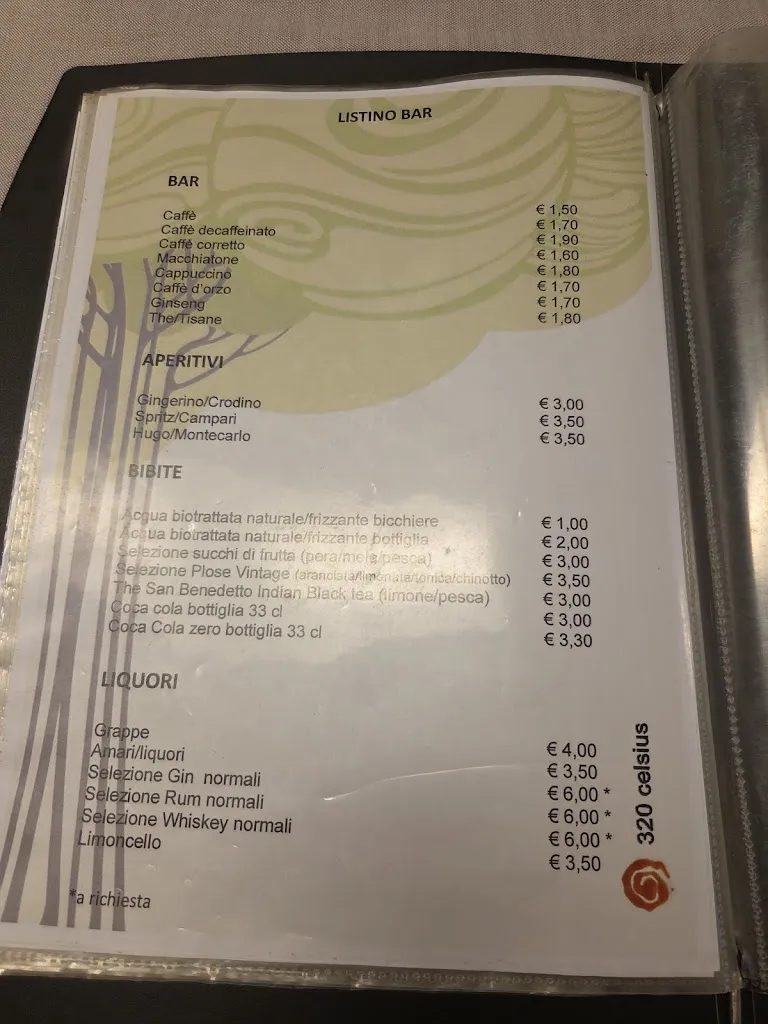 LISTINO BAR
BAR
Caffè € 1,50
Caffè decaffeinato € 1,70
Caffè corretto € 1,90
Macchiatone € 1,60
Cappuccino € 1,80
Caffè d'orzo € 1,70
Ginseng € 1,70
The/Tisane € 1,80
APERITIVI
Gingerino/Crodino € 3,00
Spritz/Campari € 3,50
Hugo/Montecarlo € 3,50
BIBITE
Acqua biotrattata naturale/frizzante bicchiere € 1,00
Acqua biotrattata naturale/frizzante bottiglia € 2,00
Selezione succhi di frutta (pera/mela/pesca) € 3,00
Selezione Plose Vintage (aranciata/limonata/tonica/chinotto) € 3,50
The San Benedetto Indian Black tea (limone/pesca) € 3,00
Coca cola bottiglia 33 cl € 3,00
Coca Cola zero bottiglia 33 cl € 3,30
LIQUORI
Grappe € 4,00
Amari/liquori € 3,50
Selezione Gin normali € 6,00 *
Selezione Rum normali € 6,00 *
Selezione Whiskey normali € 6,00 *
Limoncello € 3,50
*a richiesta
320 celsius